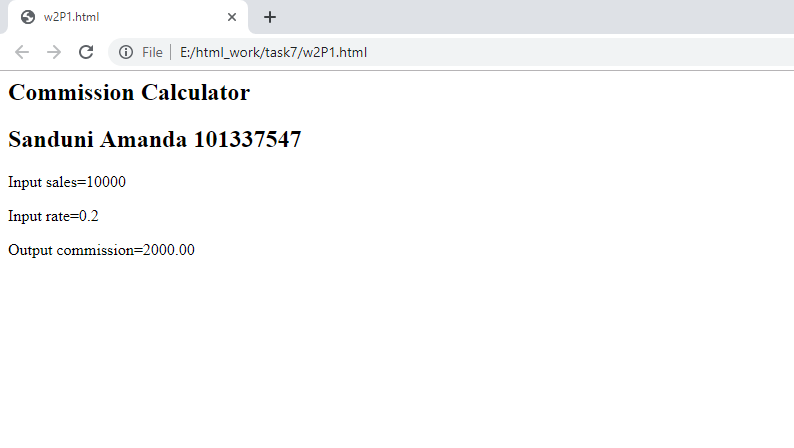 w2P1.html
File | E:/html_work/task7/w2P1.html
Commission Calculator
Sanduni Amanda 101337547
Input sales=10000
Input rate=0.2
Output commission=2000.00